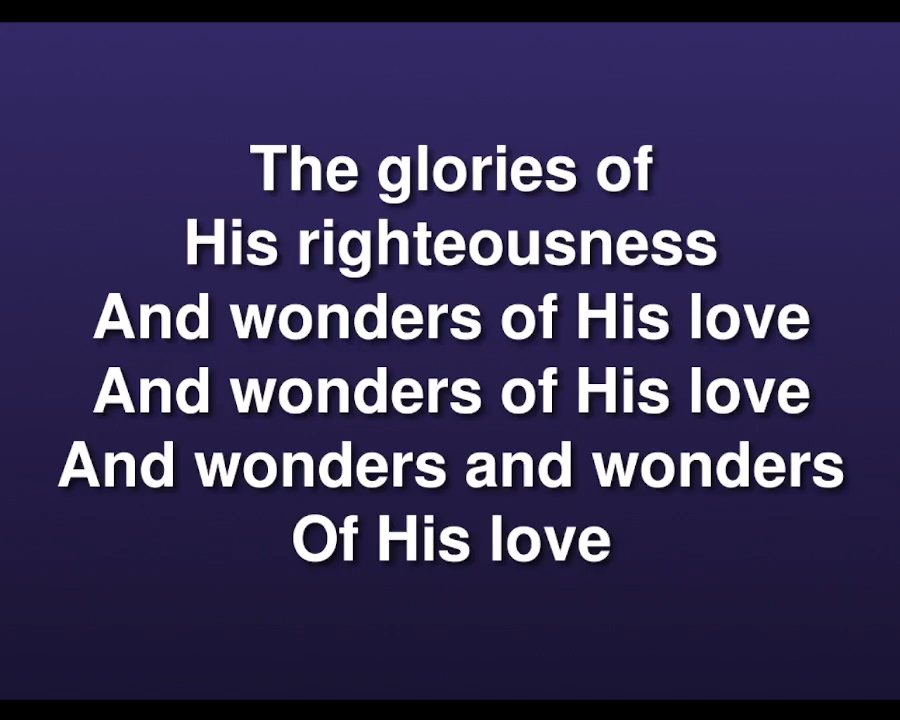 The glories of
His righteousness
And wonders of His love
And wonders of His love
And wonders and wonders
Of His love